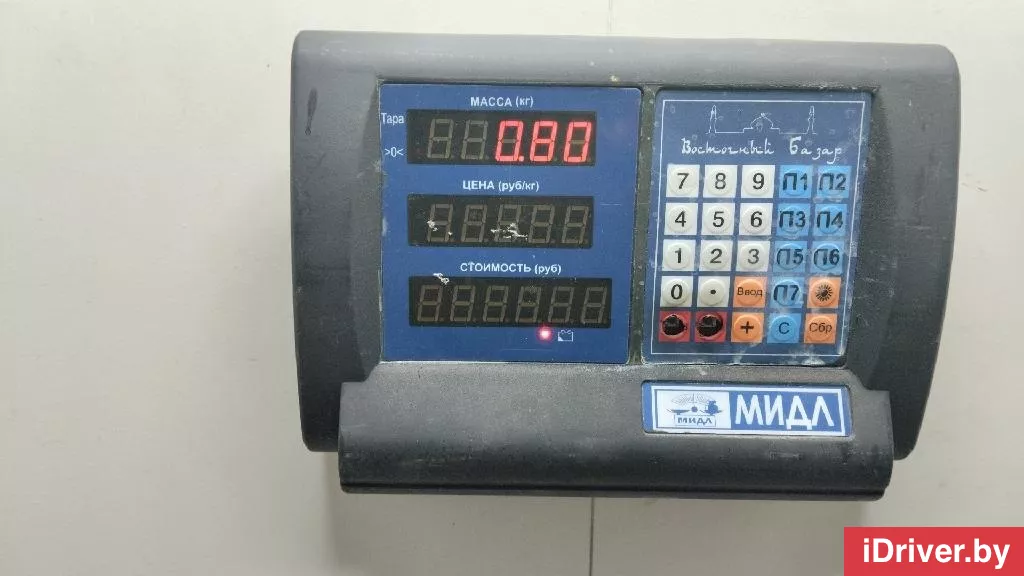 МАССА (кг)
Тара
0.80
>0<
ЦЕНА (руб/кг)
СТОИМОСТЬ (руб)
Восточный Базар
7 8 9 П1 П2
4 5 6 П3 П4
1 2 3 П5 П6
0 • Ввод П7
+ С Сбр
МИДЛ
МИДЛ
iDriver.by